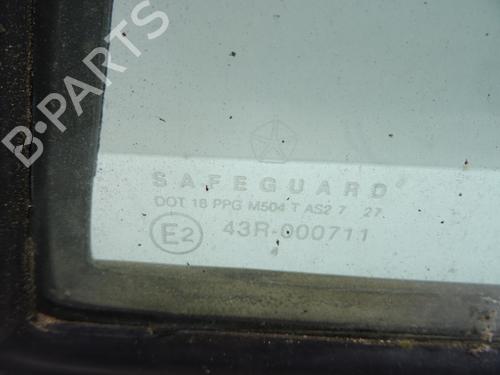 B-PARTS
SAFEGUARD
DOT 18 PPG M504 T AS2 7 27
E2 43R-000711